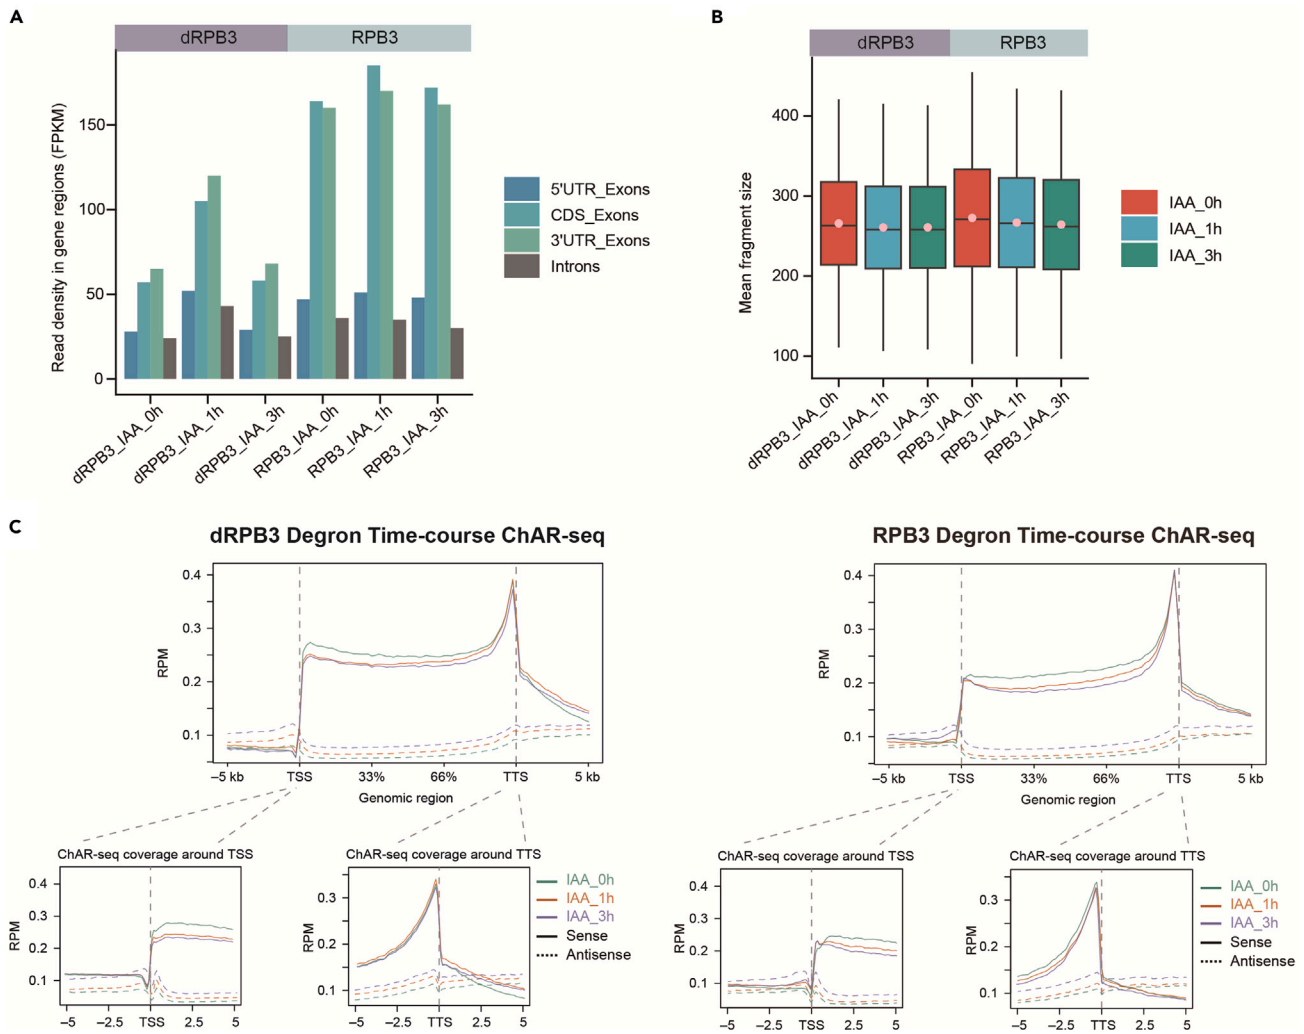 A
dRPB3 RPB3
Read density in gene regions (FPKM)
150
100
50
0
5'UTR_Exons
CDS_Exons
3'UTR_Exons
Introns
dRPB3_IAA_0h
dRPB3_IAA_1h
dRPB3_IAA_3h
RPB3_IAA_0h
RPB3_IAA_1h
RPB3_IAA_3h
B
dRPB3 RPB3
Mean fragment size
400
300
200
100
IAA_0h
IAA_1h
IAA_3h
dRPB3_IAA_0h
dRPB3_IAA_1h
dRPB3_IAA_3h
RPB3_IAA_0h
RPB3_IAA_1h
RPB3_IAA_3h
C
dRPB3 Degron Time-course ChAR-seq
RPM
0.4
0.3
0.2
0.1
–5 kb TSS 33% 66% TTS 5 kb
Genomic region
ChAR-seq coverage around TSS
RPM
0.4
0.3
0.2
0.1
–5 –2.5 TSS 2.5 5
ChAR-seq coverage around TTS
RPM
0.3
0.2
0.1
–5 –2.5 TTS 2.5 5
IAA_0h
IAA_1h
IAA_3h
Sense
Antisense
RPB3 Degron Time-course ChAR-seq
RPM
0.4
0.3
0.2
0.1
–5 kb TSS 33% 66% TTS 5 kb
Genomic region
ChAR-seq coverage around TSS
RPM
0.4
0.3
0.2
0.1
–5 –2.5 TSS 2.5 5
ChAR-seq coverage around TTS
RPM
0.3
0.2
0.1
–5 –2.5 TTS 2.5 5
IAA_0h
IAA_1h
IAA_3h
Sense
Antisense